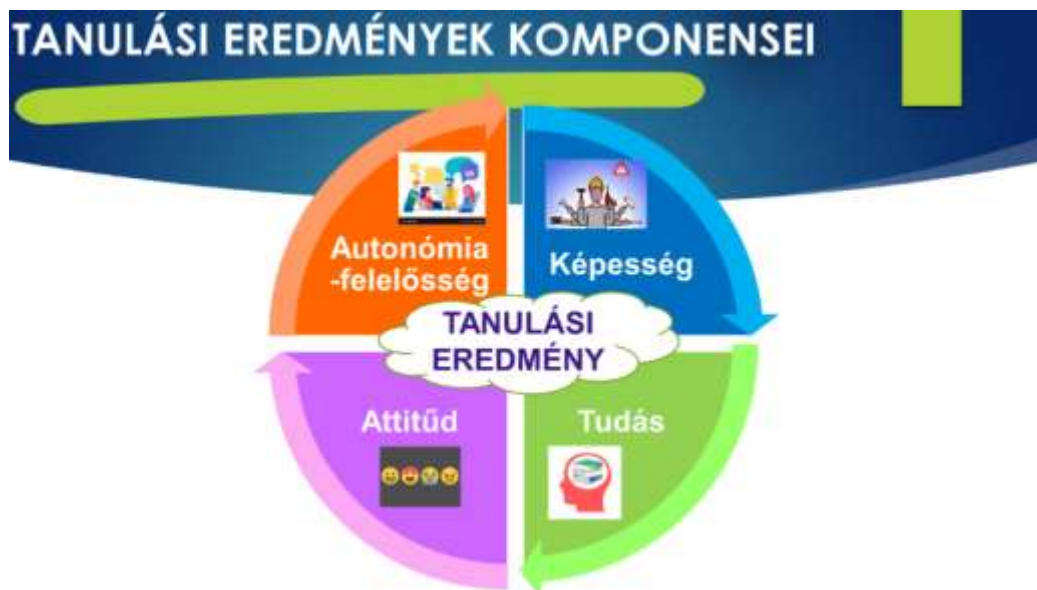 TANULÁSI EREDMÉNYEK KOMPONENSEI
Autonómia
-felelősség
Képesség
TANULÁSI
EREDMÉNY
Attitűd
Tudás